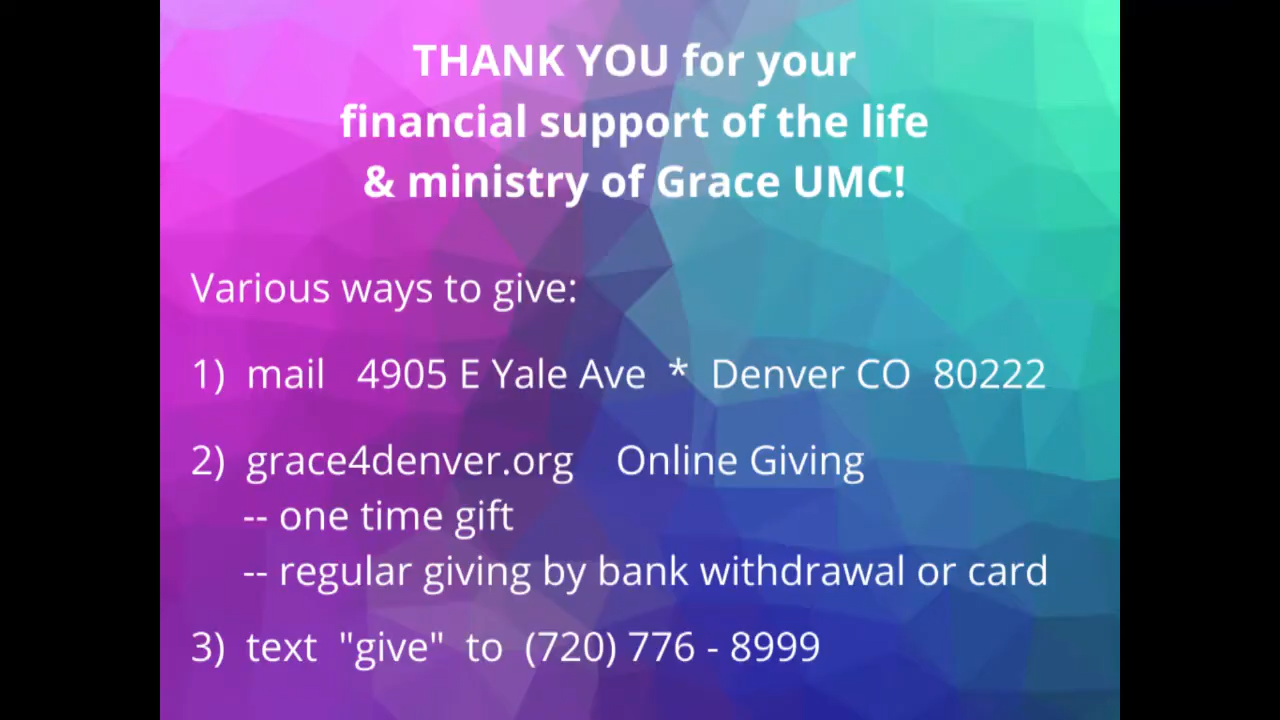 THANK YOU for your
financial support of the life
& ministry of Grace UMC!
Various ways to give:
1) mail 4905 E Yale Ave * Denver CO 80222
2) grace4denver.org Online Giving
-- one time gift
-- regular giving by bank withdrawal or card
3) text "give" to (720) 776 - 8999